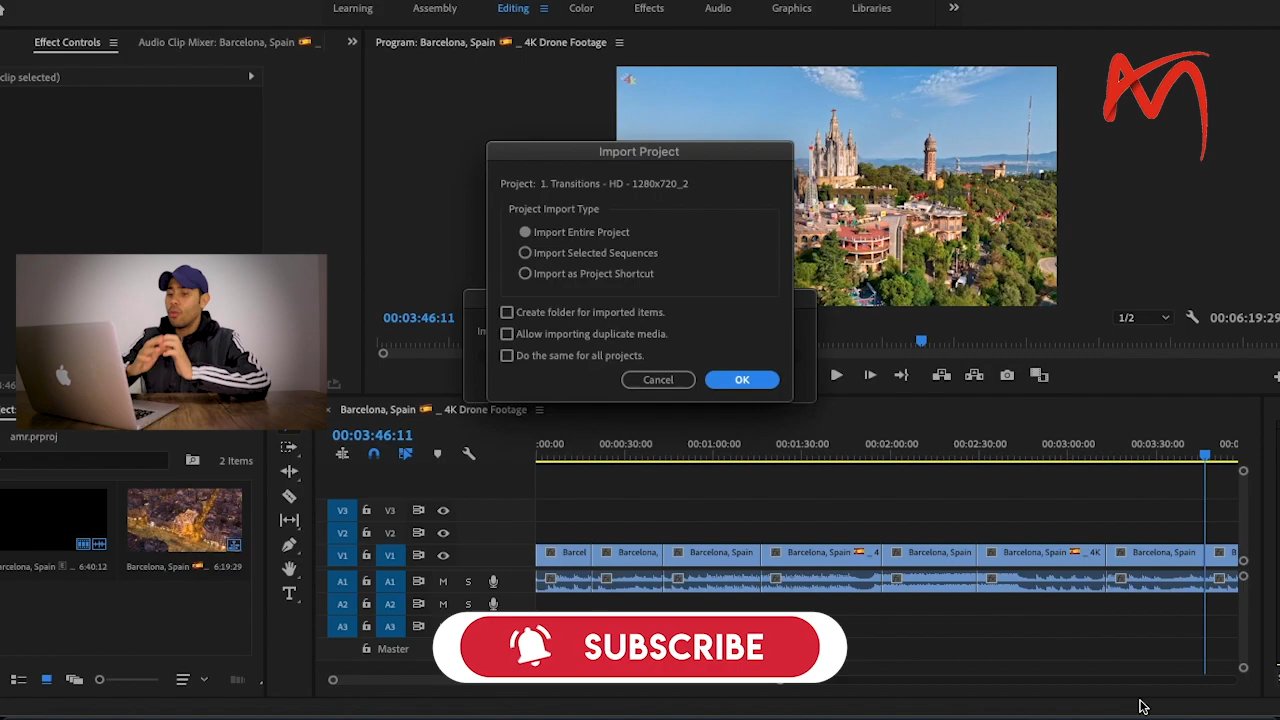 Learning Assembly Editing Color Effects Audio Graphics Libraries
Effect Controls Audio Clip Mixer: Barcelona, Spain 🇪🇸 _ Program: Barcelona, Spain 🇪🇸 _ 4K Drone Footage
clip selected)
Import Project
Project: 1. Transitions - HD - 1280x720_2
Project Import Type
Import Entire Project
Import Selected Sequences
Import as Project Shortcut
Create folder for imported items.
Allow importing duplicate media.
Do the same for all projects.
Cancel OK
00:03:46:11 1/2 00:06:19:29
Barcelona, Spain 🇪🇸 _ 4K Drone Footage
amr.prproj
2 Items
arcelona, Spain 6:40:12 Barcelona, Spain 🇪🇸 6:19:29
00:03:46:11
:00:00 00:00:30:00 00:01:00:00 00:01:30:00 00:02:00:00 00:02:30:00 00:03:00:00 00:03:30:00 00:0
V3 V3
V2 V2
V1 V1 Barcel Barcelona, Barcelona, Spain Barcelona, Spain 🇪🇸 _ 4 Barcelona, Spain Barcelona, Spain 🇪🇸 _ 4K Barcelona, Spain B
A1 A1 M S
A2 A2 M S
A3 A3
Master
SUBSCRIBE